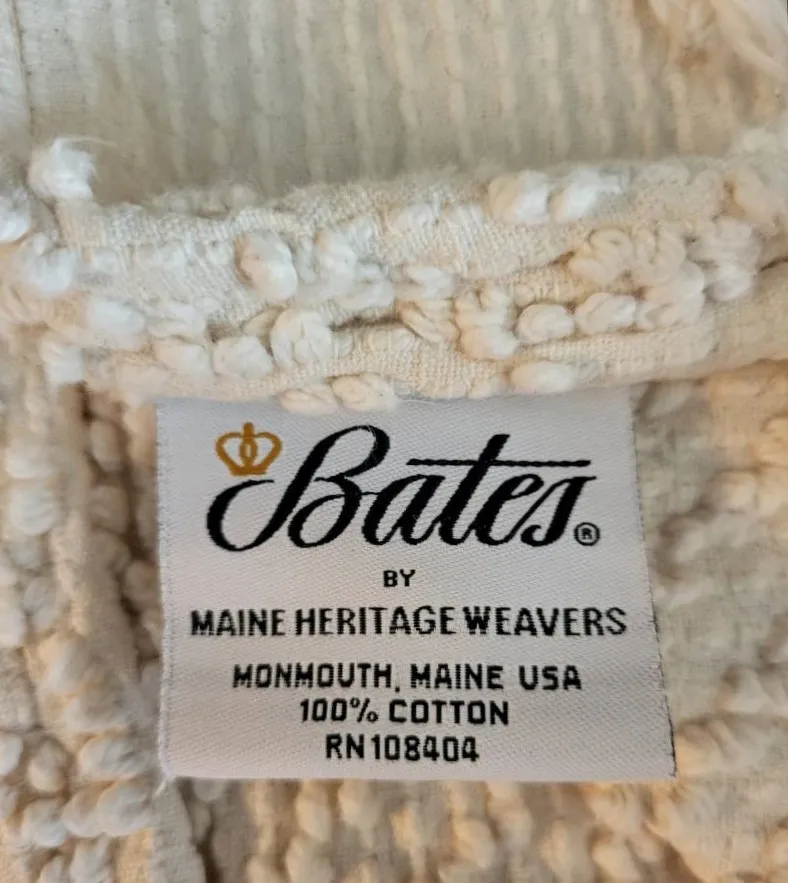 Bates®
BY
MAINE HERITAGE WEAVERS
MONMOUTH, MAINE USA
100% COTTON
RN108404